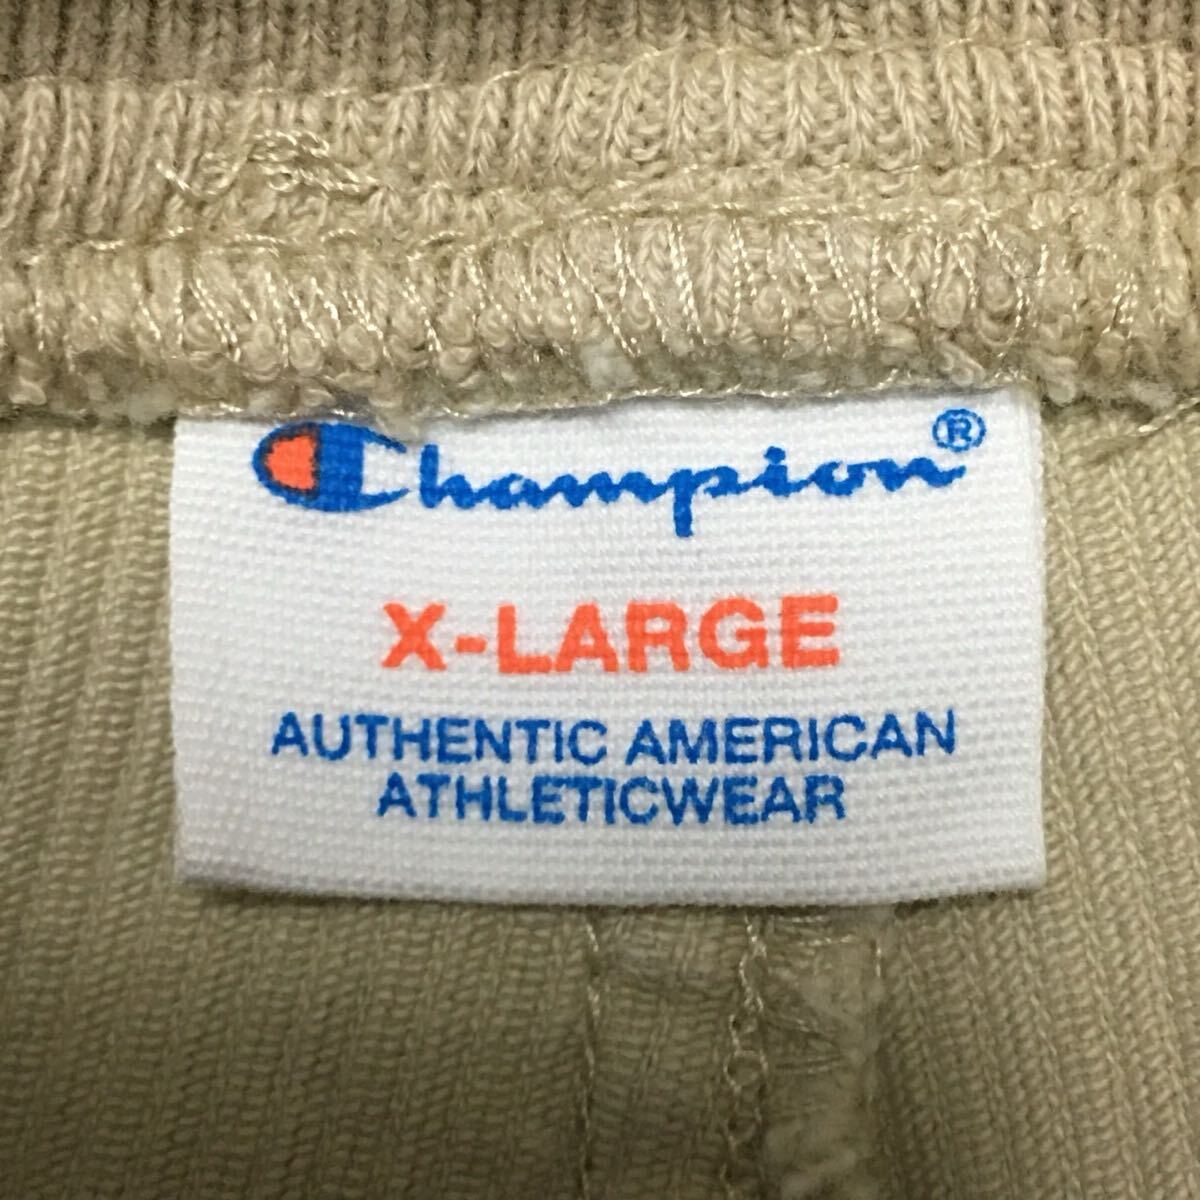 Champion®
X-LARGE
AUTHENTIC AMERICAN
ATHLETICWEAR